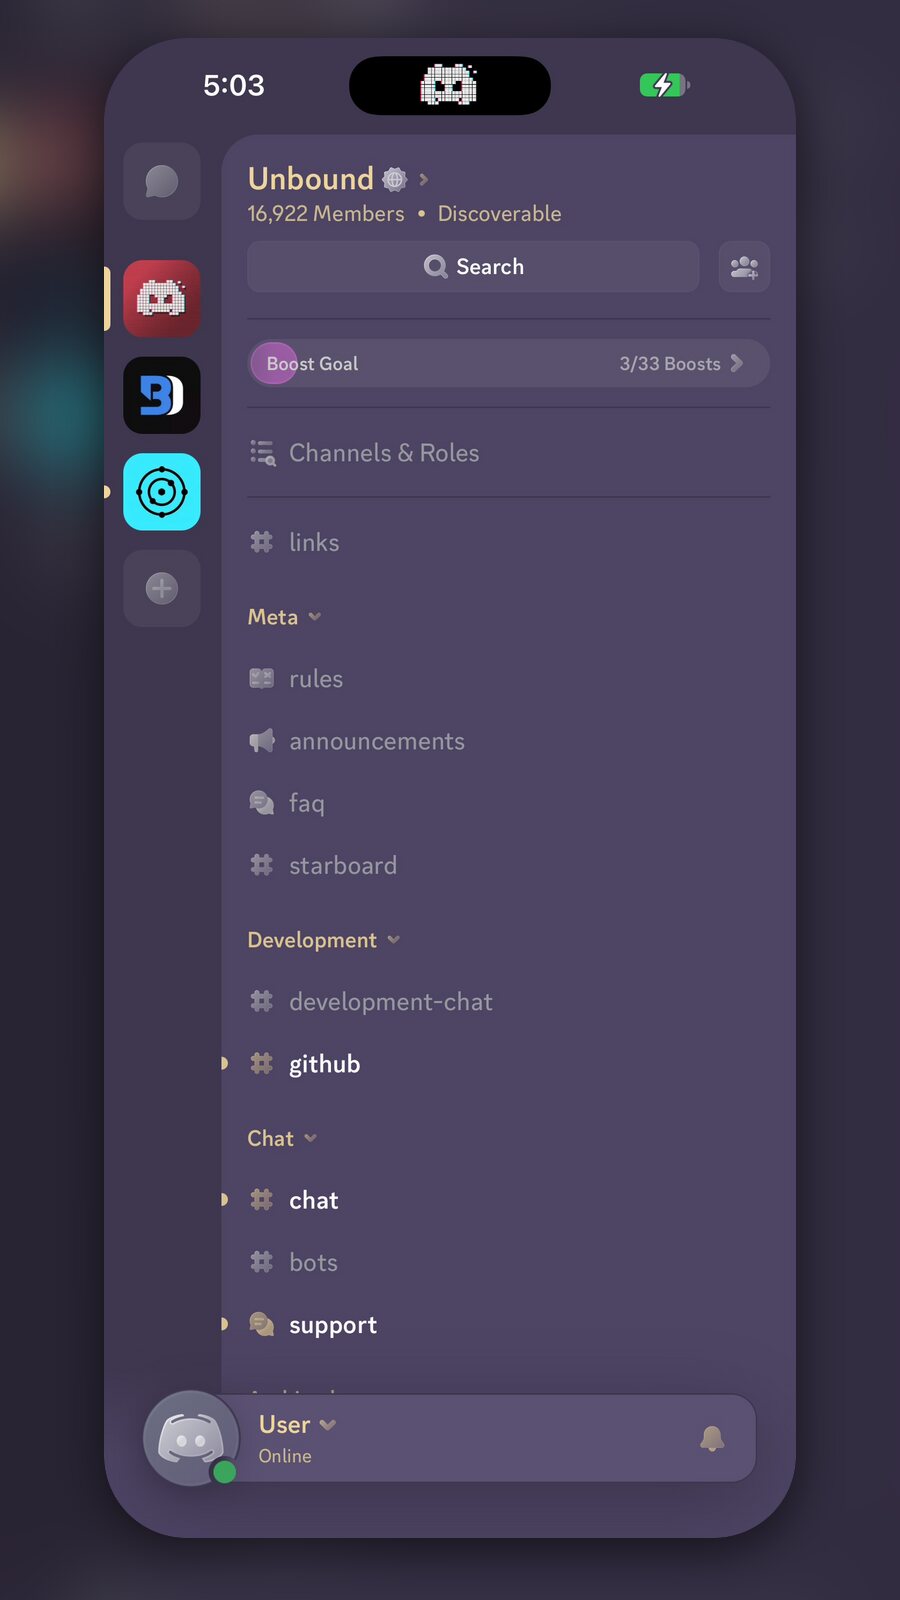 5:03
Unbound
16,922 Members • Discoverable
Search
Boost Goal
3/33 Boosts
Channels & Roles
links
Meta
rules
announcements
faq
starboard
Development
development-chat
github
Chat
chat
bots
support
User
Online